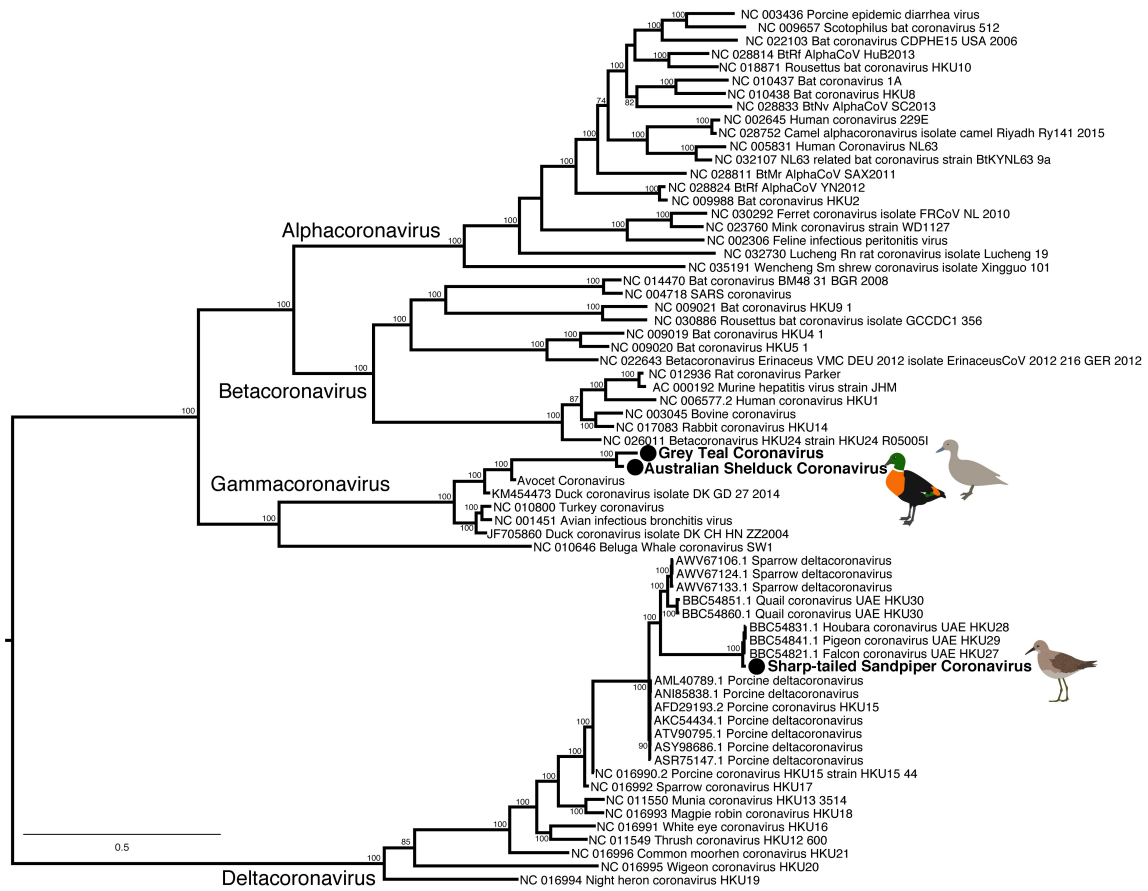 NC 003436 Porcine epidemic diarrhea virus
NC 009657 Scotophilus bat coronavirus 512
NC 022103 Bat coronavirus CDPHE15 USA 2006
NC 028814 BtRf AlphaCoV HuB2013
NC 018871 Rousettus bat coronavirus HKU10
NC 010437 Bat coronavirus 1A
NC 010438 Bat coronavirus HKU8
NC 028833 BtNv AlphaCoV SC2013
NC 002645 Human coronavirus 229E
NC 028752 Camel alphacoronavirus isolate camel Riyadh Ry141 2015
NC 005831 Human Coronavirus NL63
NC 032107 NL63 related bat coronavirus strain BtKYNL63 9a
NC 028811 BtMr AlphaCoV SAX2011
NC 028824 BtRf AlphaCoV YN2012
NC 009988 Bat coronavirus HKU2
NC 030292 Ferret coronavirus isolate FRCoV NL 2010
NC 023760 Mink coronavirus strain WD1127
NC 002306 Feline infectious peritonitis virus
Alphacoronavirus
NC 032730 Lucheng Rn rat coronavirus isolate Lucheng 19
NC 035191 Wencheng Sm shrew coronavirus isolate Xingguo 101
NC 014470 Bat coronavirus BM48 31 BGR 2008
NC 004718 SARS coronavirus
NC 009021 Bat coronavirus HKU9 1
NC 030886 Rousettus bat coronavirus isolate GCCDC1 356
NC 009019 Bat coronavirus HKU4 1
NC 009020 Bat coronavirus HKU5 1
NC 022643 Betacoronavirus Erinaceus VMC DEU 2012 isolate ErinaceusCoV 2012 216 GER 2012
NC 012936 Rat coronavirus Parker
AC 000192 Murine hepatitis virus strain JHM
Betacoronavirus
NC 006577.2 Human coronavirus HKU1
NC 003045 Bovine coronavirus
NC 017083 Rabbit coronavirus HKU14
NC 026011 Betacoronavirus HKU24 strain HKU24 R05005I
Grey Teal Coronavirus
Australian Shelduck Coronavirus
Avocet Coronavirus
Gammacoronavirus
KM454473 Duck coronavirus isolate DK GD 27 2014
NC 010800 Turkey coronavirus
NC 001451 Avian infectious bronchitis virus
JF705860 Duck coronavirus isolate DK CH HN ZZ2004
NC 010646 Beluga Whale coronavirus SW1
AWV67106.1 Sparrow deltacoronavirus
AWV67124.1 Sparrow deltacoronavirus
AWV67133.1 Sparrow deltacoronavirus
BBC54851.1 Quail coronavirus UAE HKU30
BBC54860.1 Quail coronavirus UAE HKU30
BBC54831.1 Houbara coronavirus UAE HKU28
BBC54841.1 Pigeon coronavirus UAE HKU29
BBC54821.1 Falcon coronavirus UAE HKU27
Sharp-tailed Sandpiper Coronavirus
AML40789.1 Porcine deltacoronavirus
ANI85838.1 Porcine deltacoronavirus
AFD29193.2 Porcine coronavirus HKU15
AKC54434.1 Porcine deltacoronavirus
ATV90795.1 Porcine deltacoronavirus
ASY98686.1 Porcine deltacoronavirus
ASR75147.1 Porcine deltacoronavirus
NC 016990.2 Porcine coronavirus HKU15 strain HKU15 44
NC 016992 Sparrow coronavirus HKU17
NC 011550 Munia coronavirus HKU13 3514
NC 016993 Magpie robin coronavirus HKU18
NC 016991 White eye coronavirus HKU16
NC 011549 Thrush coronavirus HKU12 600
0.5
NC 016996 Common moorhen coronavirus HKU21
NC 016995 Wigeon coronavirus HKU20
Deltacoronavirus
NC 016994 Night heron coronavirus HKU19